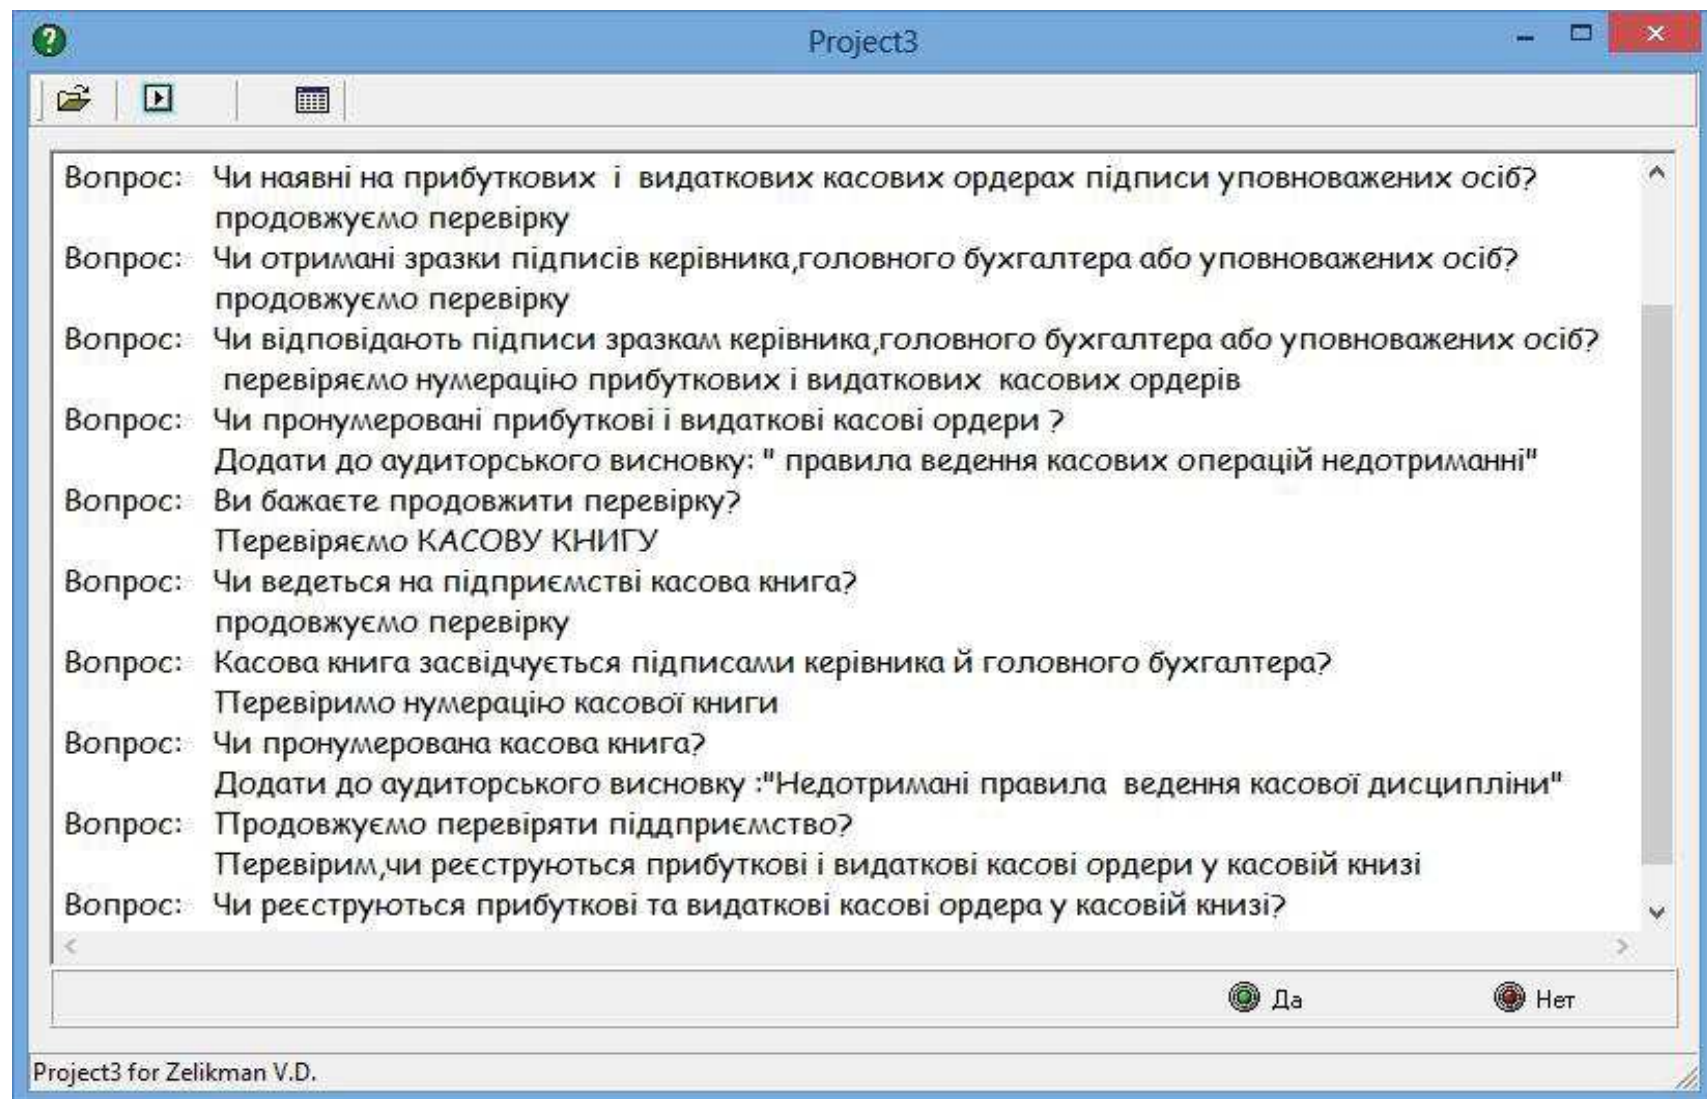 Project3
Вопрос: Чи наявні на прибуткових і видаткових касових ордерах підписи уповноважених осіб?
продовжуємо перевірку
Вопрос: Чи отримані зразки підписів керівника,головного бухгалтера або уповноважених осіб?
продовжуємо перевірку
Вопрос: Чи відповідають підписи зразкам керівника,головного бухгалтера або уповноважених осіб?
перевіряємо нумерацію прибуткових і видаткових касових ордерів
Вопрос: Чи пронумеровані прибуткові і видаткові касові ордери ?
Додати до аудиторського висновку: " правила ведення касових операцій недотриманні"
Вопрос: Ви бажаєте продовжити перевірку?
Перевіряємо КАСОВУ КНИГУ
Вопрос: Чи ведеться на підприємстві касова книга?
продовжуємо перевірку
Вопрос: Касова книга засвідчується підписами керівника й головного бухгалтера?
Перевіримо нумерацію касової книги
Вопрос: Чи пронумерована касова книга?
Додати до аудиторського висновку :"Недотримані правила ведення касової дисципліни"
Вопрос: Продовжуємо перевіряти піддприємство?
Перевірим,чи реєструються прибуткові і видаткові касові ордери у касовій книзі
Вопрос: Чи реєструються прибуткові та видаткові касові ордера у касовій книзі?
Да Нет
Project3 for Zelikman V.D.